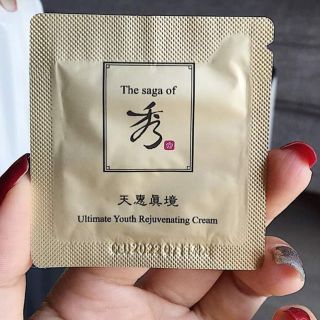 The saga of
秀
天惠眞境
Ultimate Youth Rejuvenating Cream